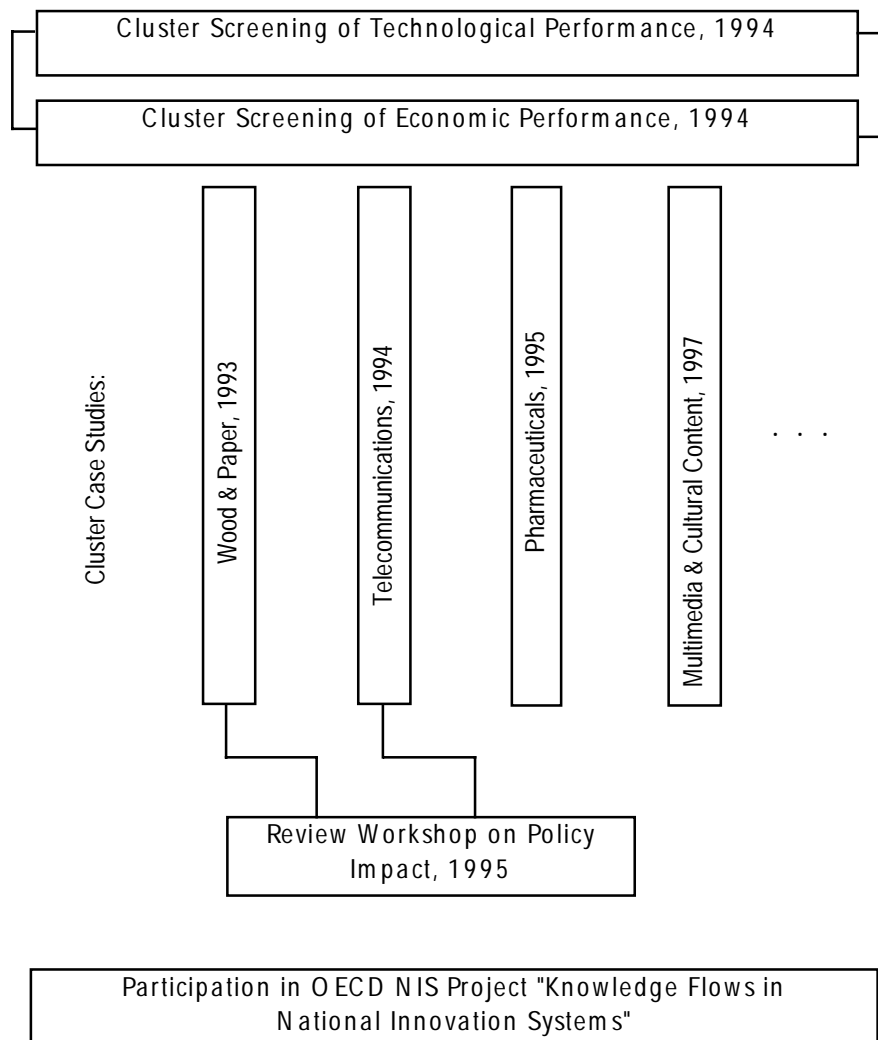 Cluster Screening of Technological Performance, 1994
Cluster Screening of Economic Performance, 1994
Cluster Case Studies:
Wood & Paper, 1993
Telecommunications, 1994
Pharmaceuticals, 1995
Multimedia & Cultural Content, 1997
. . .
Review Workshop on Policy
Impact, 1995
Participation in OECD NIS Project "Knowledge Flows in
National Innovation Systems"